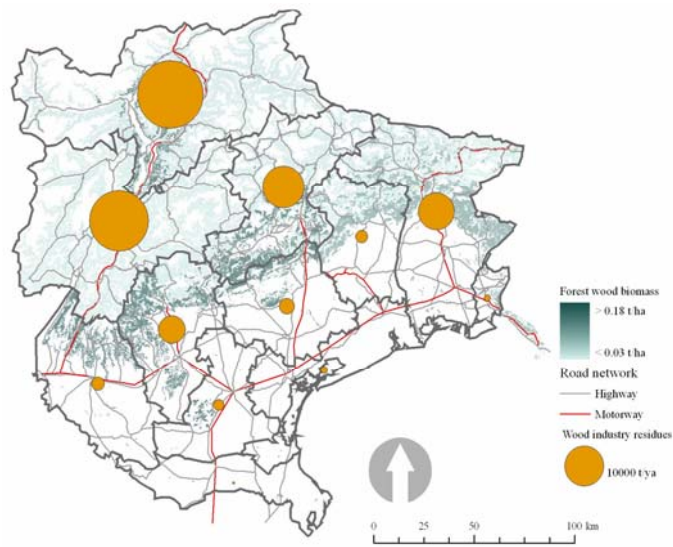 Forest wood biomass
> 0.18 t/ha
< 0.03 t/ha
Road network
Highway
Motorway
Wood industry residues
10000 t/ya
0 25 50 100 km